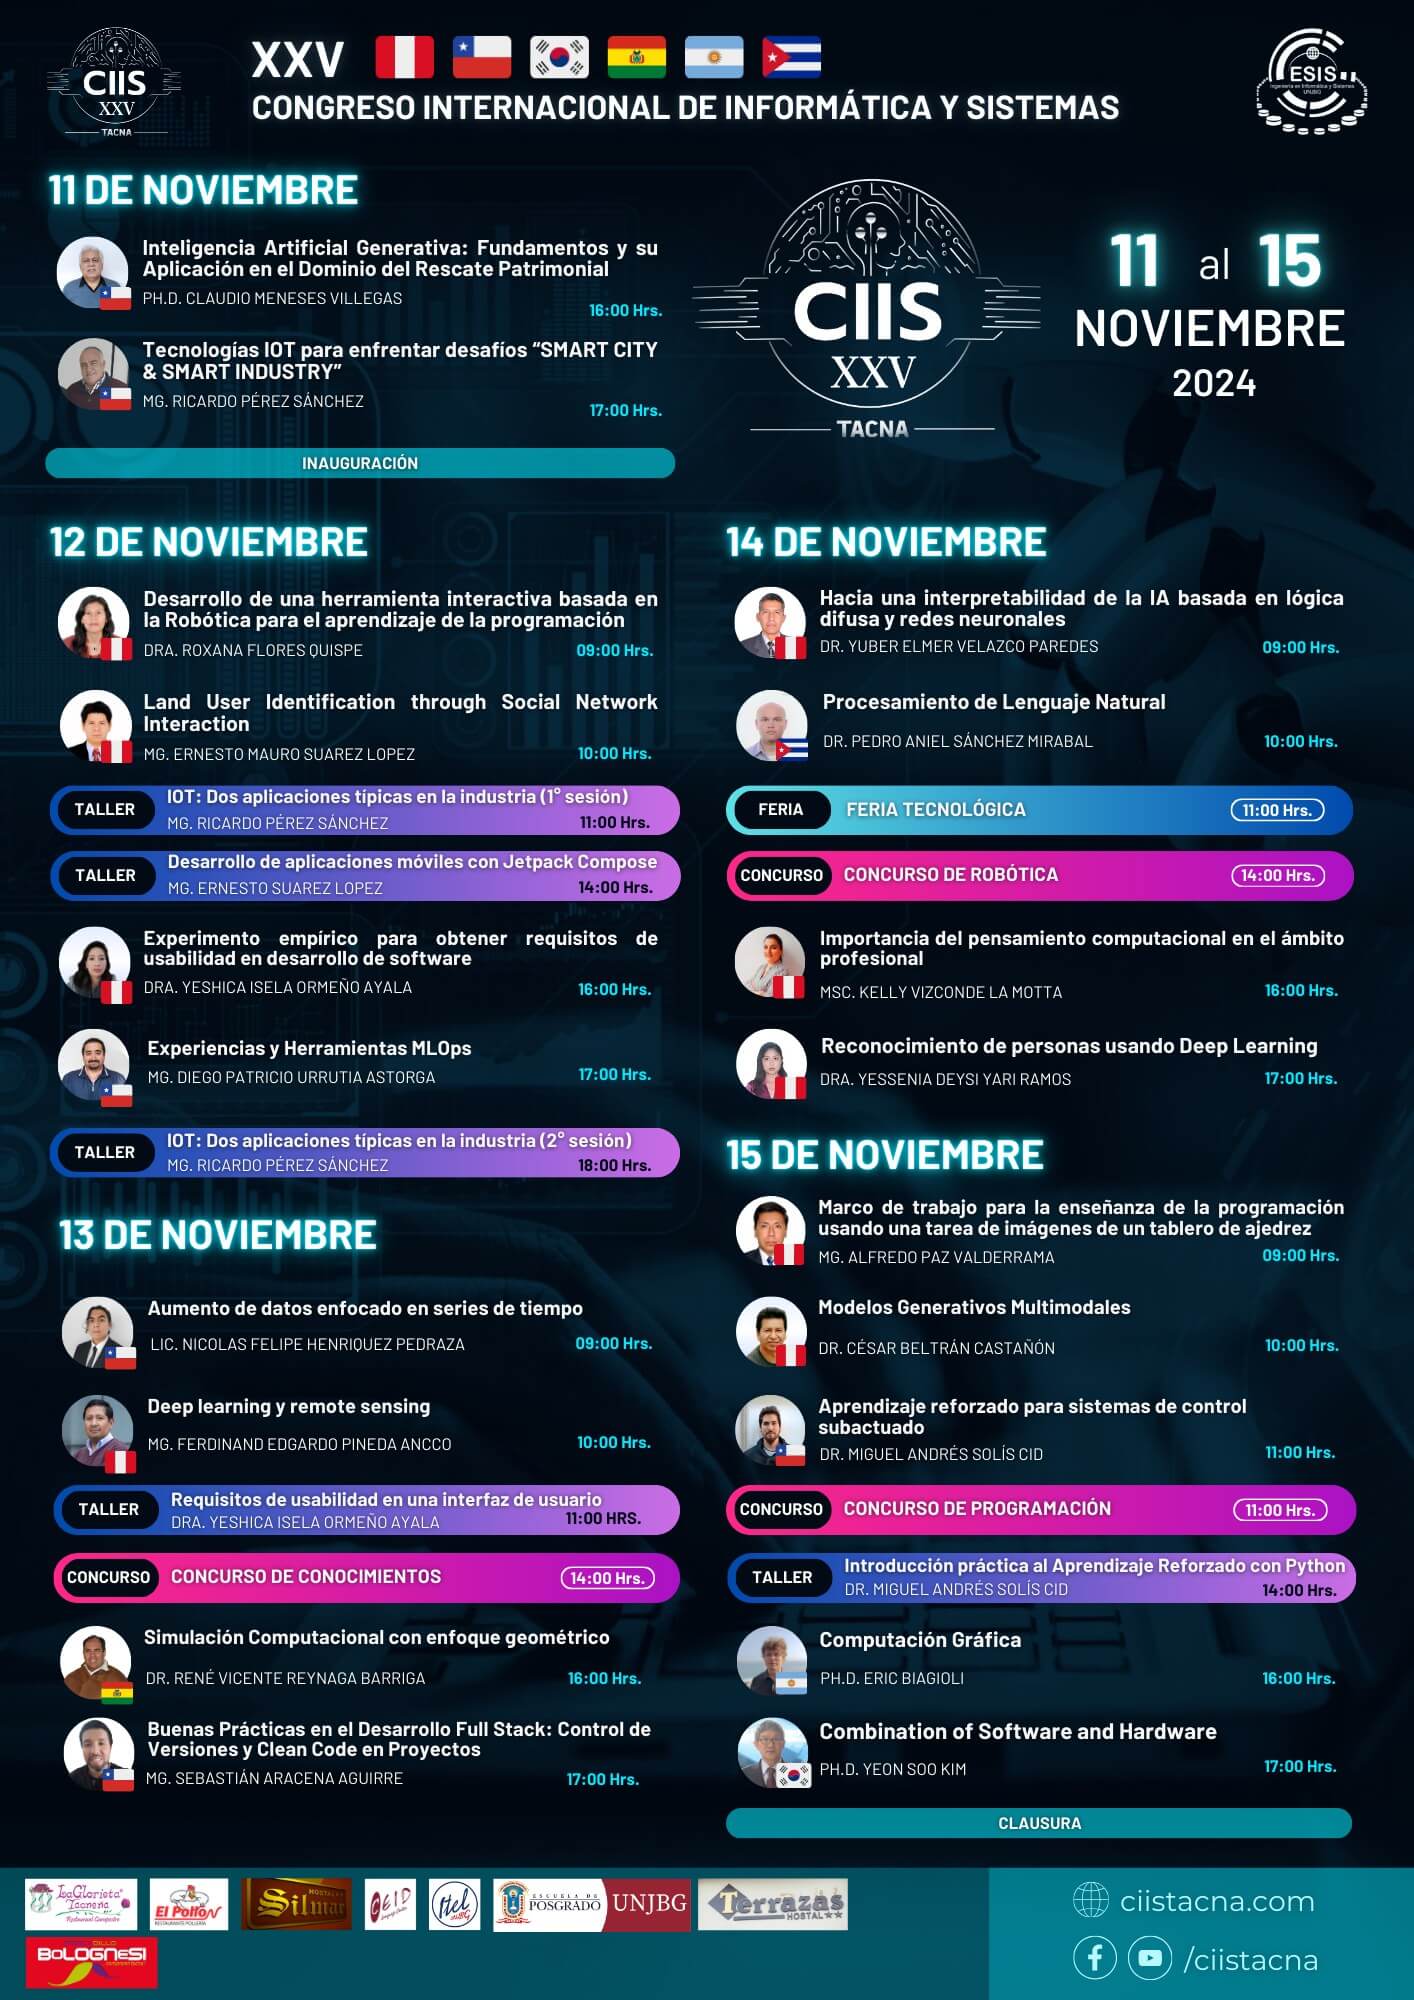 CIIS
XXV
TACNA
XXV
CONGRESO INTERNACIONAL DE INFORMÁTICA Y SISTEMAS
ESIS
Ingeniería en Informática y Sistemas
UNJBG
11 DE NOVIEMBRE
Inteligencia Artificial Generativa: Fundamentos y su
Aplicación en el Dominio del Rescate Patrimonial
PH.D. CLAUDIO MENESES VILLEGAS
16:00 Hrs.
Tecnologías IOT para enfrentar desafíos “SMART CITY
& SMART INDUSTRY”
MG. RICARDO PÉREZ SÁNCHEZ
17:00 Hrs.
INAUGURACIÓN
CIIS
XXV
TACNA
11 al 15
NOVIEMBRE
2024
12 DE NOVIEMBRE
Desarrollo de una herramienta interactiva basada en
la Robótica para el aprendizaje de la programación
DRA. ROXANA FLORES QUISPE
09:00 Hrs.
Land User Identification through Social Network
Interaction
MG. ERNESTO MAURO SUAREZ LOPEZ
10:00 Hrs.
TALLER
IOT: Dos aplicaciones típicas en la industria (1° sesión)
MG. RICARDO PÉREZ SÁNCHEZ
11:00 Hrs.
TALLER
Desarrollo de aplicaciones móviles con Jetpack Compose
MG. ERNESTO SUAREZ LOPEZ
14:00 Hrs.
Experimento empírico para obtener requisitos de
usabilidad en desarrollo de software
DRA. YESHICA ISELA ORMEÑO AYALA
16:00 Hrs.
Experiencias y Herramientas MLOps
MG. DIEGO PATRICIO URRUTIA ASTORGA
17:00 Hrs.
TALLER
IOT: Dos aplicaciones típicas en la industria (2° sesión)
MG. RICARDO PÉREZ SÁNCHEZ
18:00 Hrs.
13 DE NOVIEMBRE
Aumento de datos enfocado en series de tiempo
LIC. NICOLAS FELIPE HENRIQUEZ PEDRAZA
09:00 Hrs.
Deep learning y remote sensing
MG. FERDINAND EDGARDO PINEDA ANCCO
10:00 Hrs.
TALLER
Requisitos de usabilidad en una interfaz de usuario
DRA. YESHICA ISELA ORMEÑO AYALA
11:00 HRS.
CONCURSO
CONCURSO DE CONOCIMIENTOS
14:00 Hrs.
Simulación Computacional con enfoque geométrico
DR. RENÉ VICENTE REYNAGA BARRIGA
16:00 Hrs.
Buenas Prácticas en el Desarrollo Full Stack: Control de
Versiones y Clean Code en Proyectos
MG. SEBASTIÁN ARACENA AGUIRRE
17:00 Hrs.
14 DE NOVIEMBRE
Hacia una interpretabilidad de la IA basada en lógica
difusa y redes neuronales
DR. YUBER ELMER VELAZCO PAREDES
09:00 Hrs.
Procesamiento de Lenguaje Natural
DR. PEDRO ANIEL SÁNCHEZ MIRABAL
10:00 Hrs.
FERIA
FERIA TECNOLÓGICA
11:00 Hrs.
CONCURSO
CONCURSO DE ROBÓTICA
14:00 Hrs.
Importancia del pensamiento computacional en el ámbito
profesional
MSC. KELLY VIZCONDE LA MOTTA
16:00 Hrs.
Reconocimiento de personas usando Deep Learning
DRA. YESSENIA DEYSI YARI RAMOS
17:00 Hrs.
15 DE NOVIEMBRE
Marco de trabajo para la enseñanza de la programación
usando una tarea de imágenes de un tablero de ajedrez
MG. ALFREDO PAZ VALDERRAMA
09:00 Hrs.
Modelos Generativos Multimodales
DR. CÉSAR BELTRÁN CASTAÑÓN
10:00 Hrs.
Aprendizaje reforzado para sistemas de control
subactuado
DR. MIGUEL ANDRÉS SOLÍS CID
11:00 Hrs.
CONCURSO
CONCURSO DE PROGRAMACIÓN
11:00 Hrs.
TALLER
Introducción práctica al Aprendizaje Reforzado con Python
DR. MIGUEL ANDRÉS SOLÍS CID
14:00 Hrs.
Computación Gráfica
PH.D. ERIC BIAGIOLI
16:00 Hrs.
Combination of Software and Hardware
PH.D. YEON SOO KIM
17:00 Hrs.
CLAUSURA
La Glorieta
Tacneña
Restaurant Campestre
El Pollón
RESTAURANTE POLLERÍA
HOSTAL
Silmar
CEID
Itel
UNJBG
ESCUELA DE
POSGRADO
UNJBG
Terrazas
HOSTAL
BOLOGNESI
ciistacna.com
/ciistacna